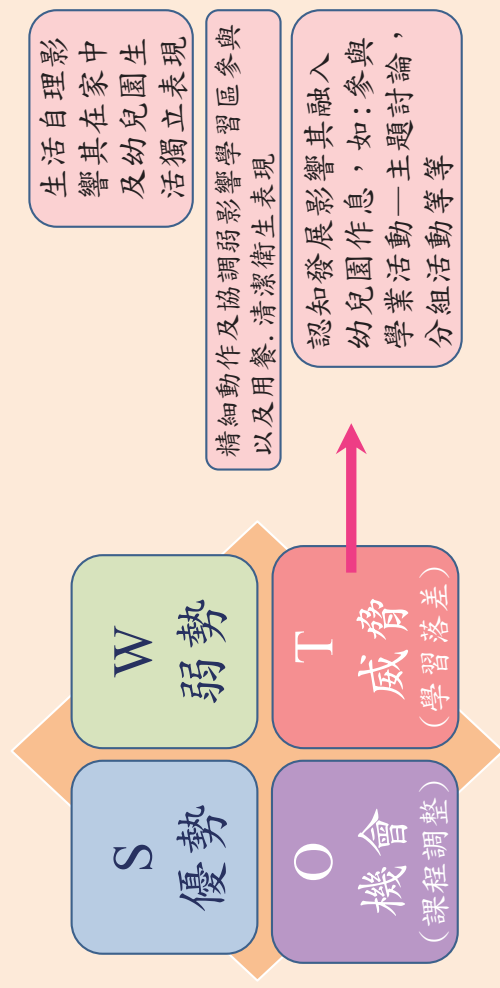 S
優勢
W
弱勢
O
機會
(課程調整)
T
威脅
(學習落差)
生活自理影
響其在家中
及幼兒園生
活獨立表現
精細動作及協調弱影響學習區參與
以及用餐.清潔衛生表現
認知發展影響其融入
幼兒園作息，如:參與
學業活動—主題討論，
分組活動等等